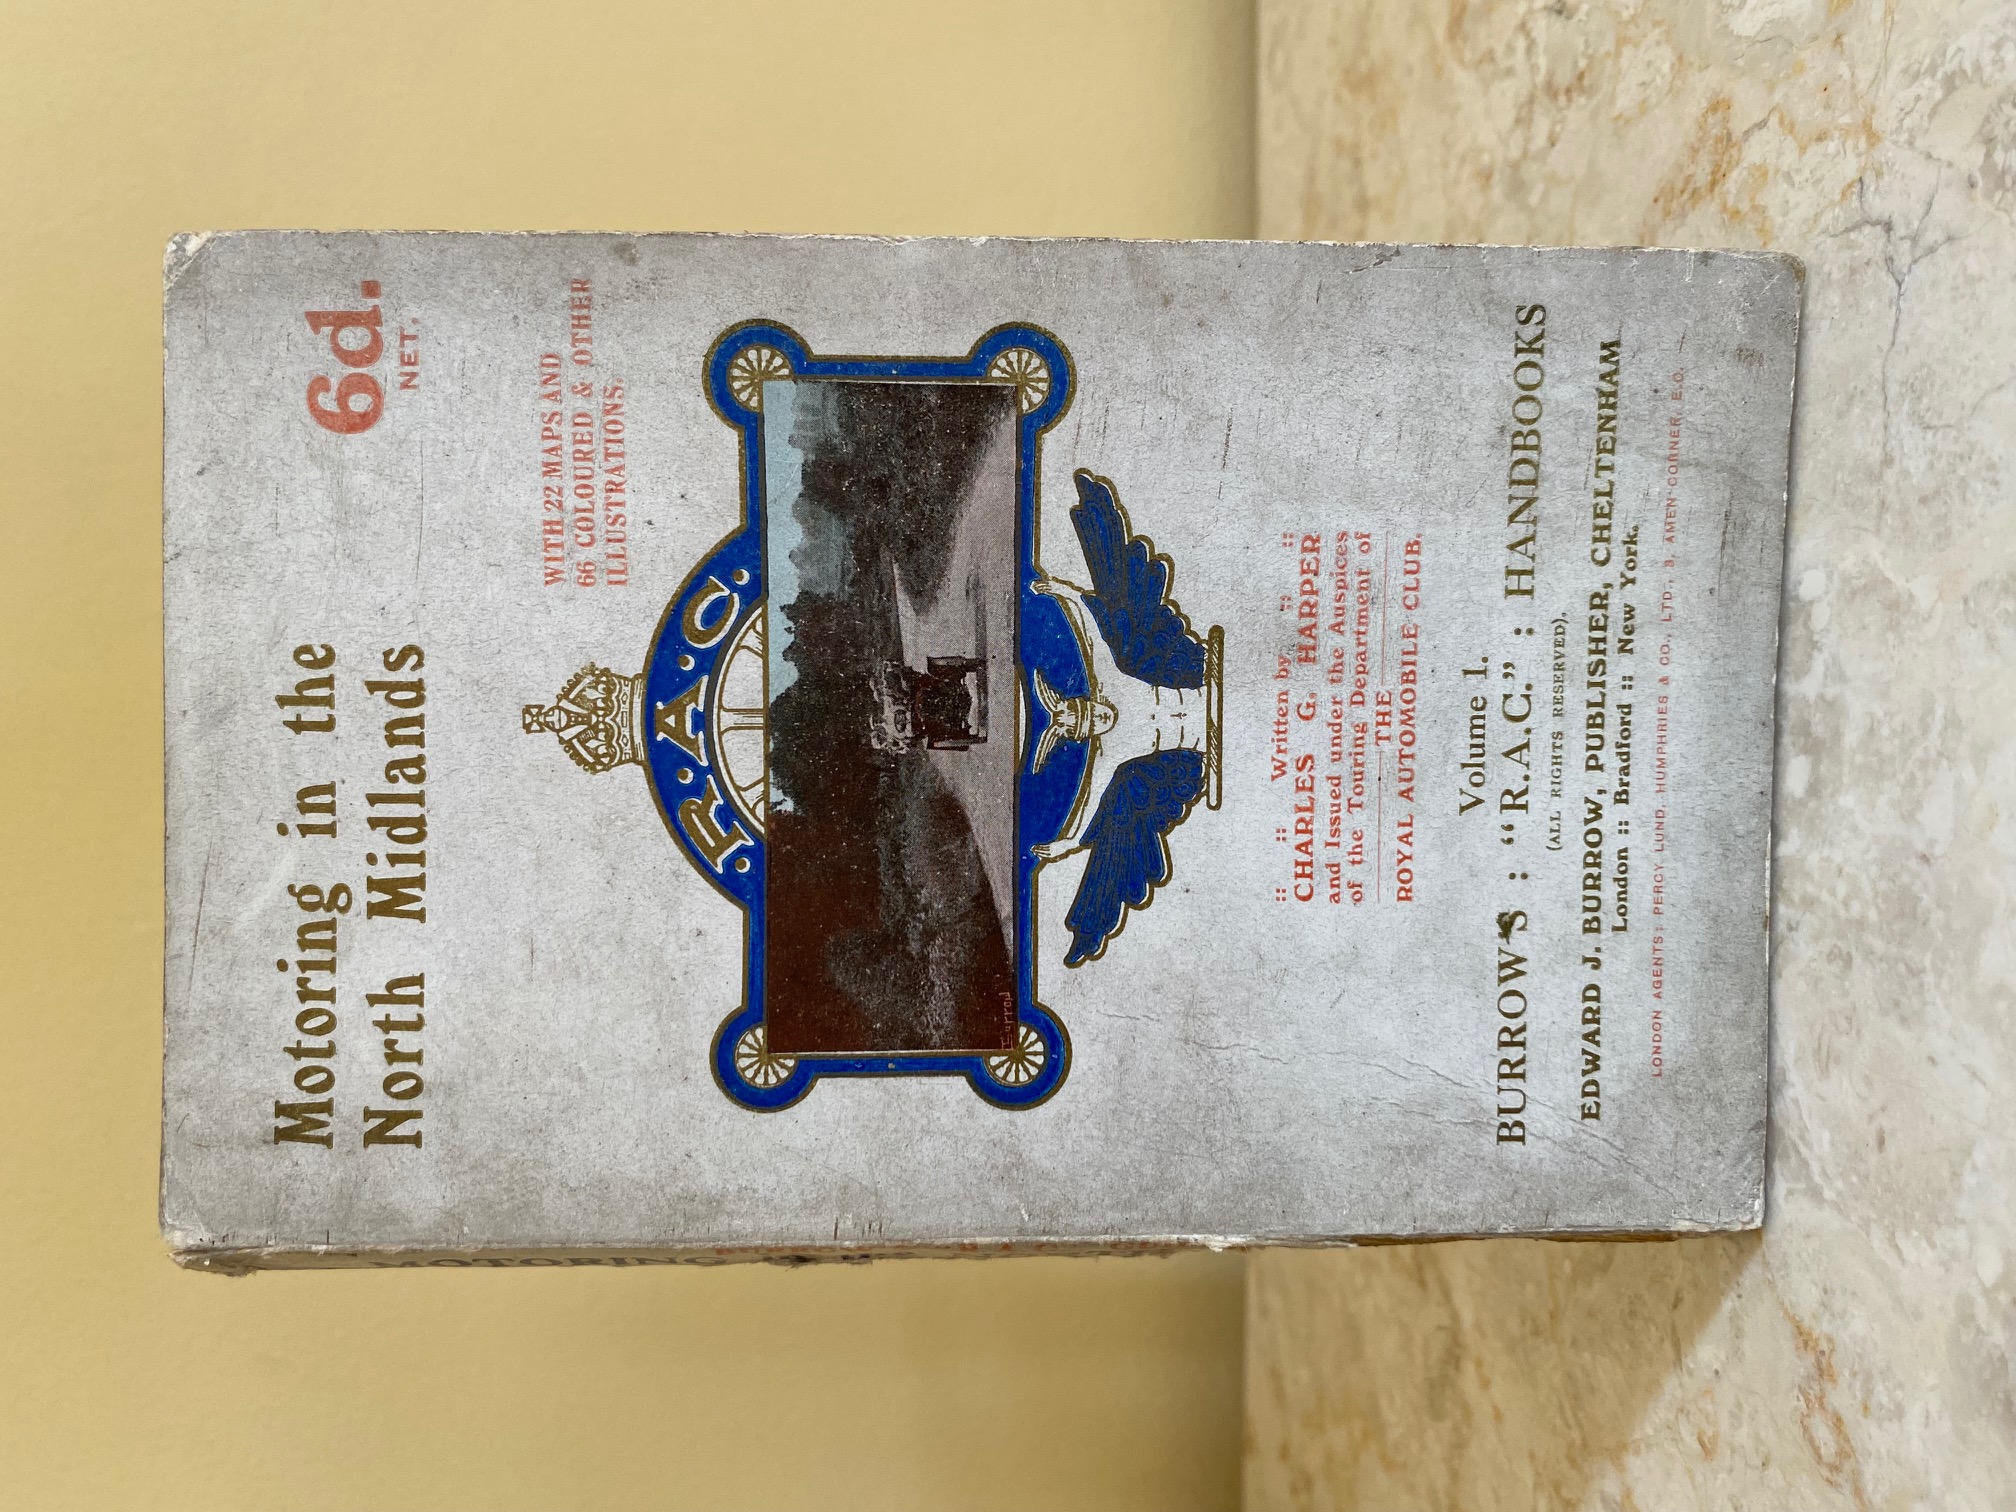 Motoring in the
North Midlands
6d.
NET.
WITH 22 MAPS AND
66 COLOURED & OTHER
ILLUSTRATIONS.
· R · A · C ·
Burrow
:: :: Written by :: ::
CHARLES G. HARPER
and Issued under the Auspices
of the Touring Department of
THE
ROYAL AUTOMOBILE CLUB.
Volume 1.
BURROW'S : "R.A.C." : HANDBOOKS
(ALL RIGHTS RESERVED).
EDWARD J. BURROW, PUBLISHER, CHELTENHAM
London :: Bradford :: New York.
LONDON AGENTS: PERCY LUND, HUMPHRIES & CO., LTD., 3, AMEN CORNER, E.C.
MOTORING